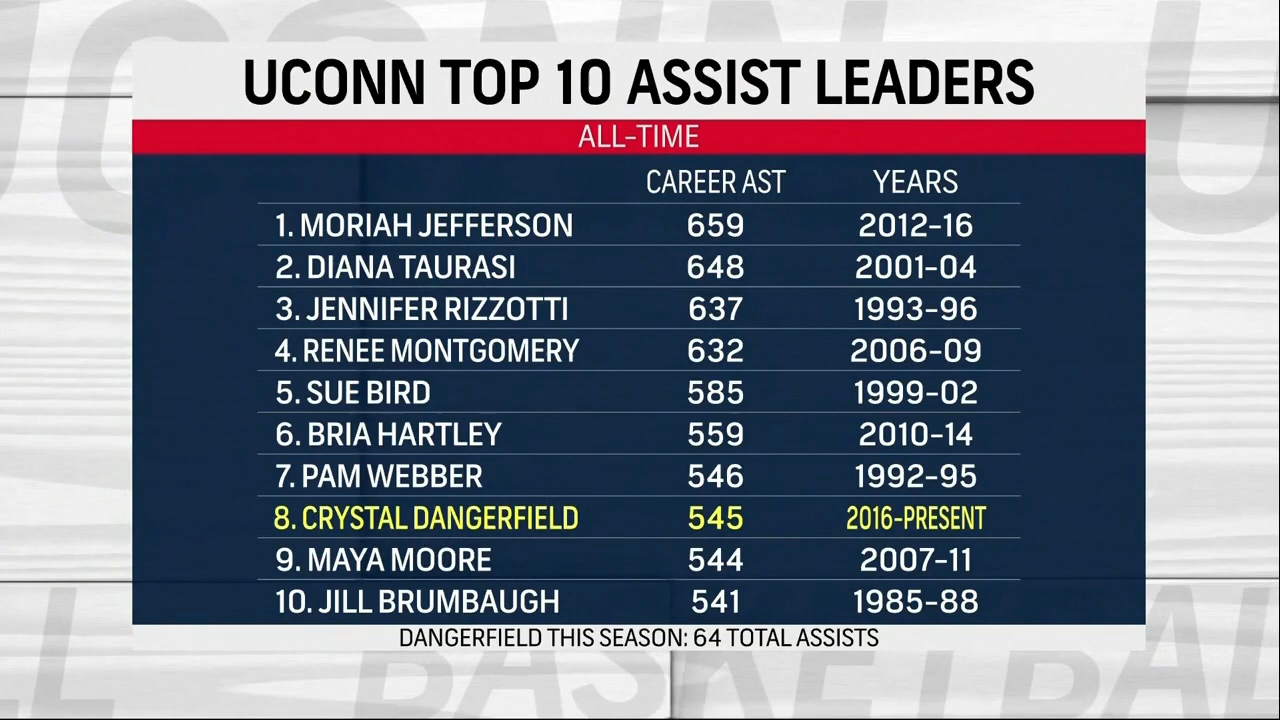 UCONN TOP 10 ASSIST LEADERS
ALL-TIME
CAREER AST YEARS
1. MORIAH JEFFERSON 659 2012-16
2. DIANA TAURASI 648 2001-04
3. JENNIFER RIZZOTTI 637 1993-96
4. RENEE MONTGOMERY 632 2006-09
5. SUE BIRD 585 1999-02
6. BRIA HARTLEY 559 2010-14
7. PAM WEBBER 546 1992-95
8. CRYSTAL DANGERFIELD 545 2016-PRESENT
9. MAYA MOORE 544 2007-11
10. JILL BRUMBAUGH 541 1985-88
DANGERFIELD THIS SEASON: 64 TOTAL ASSISTS